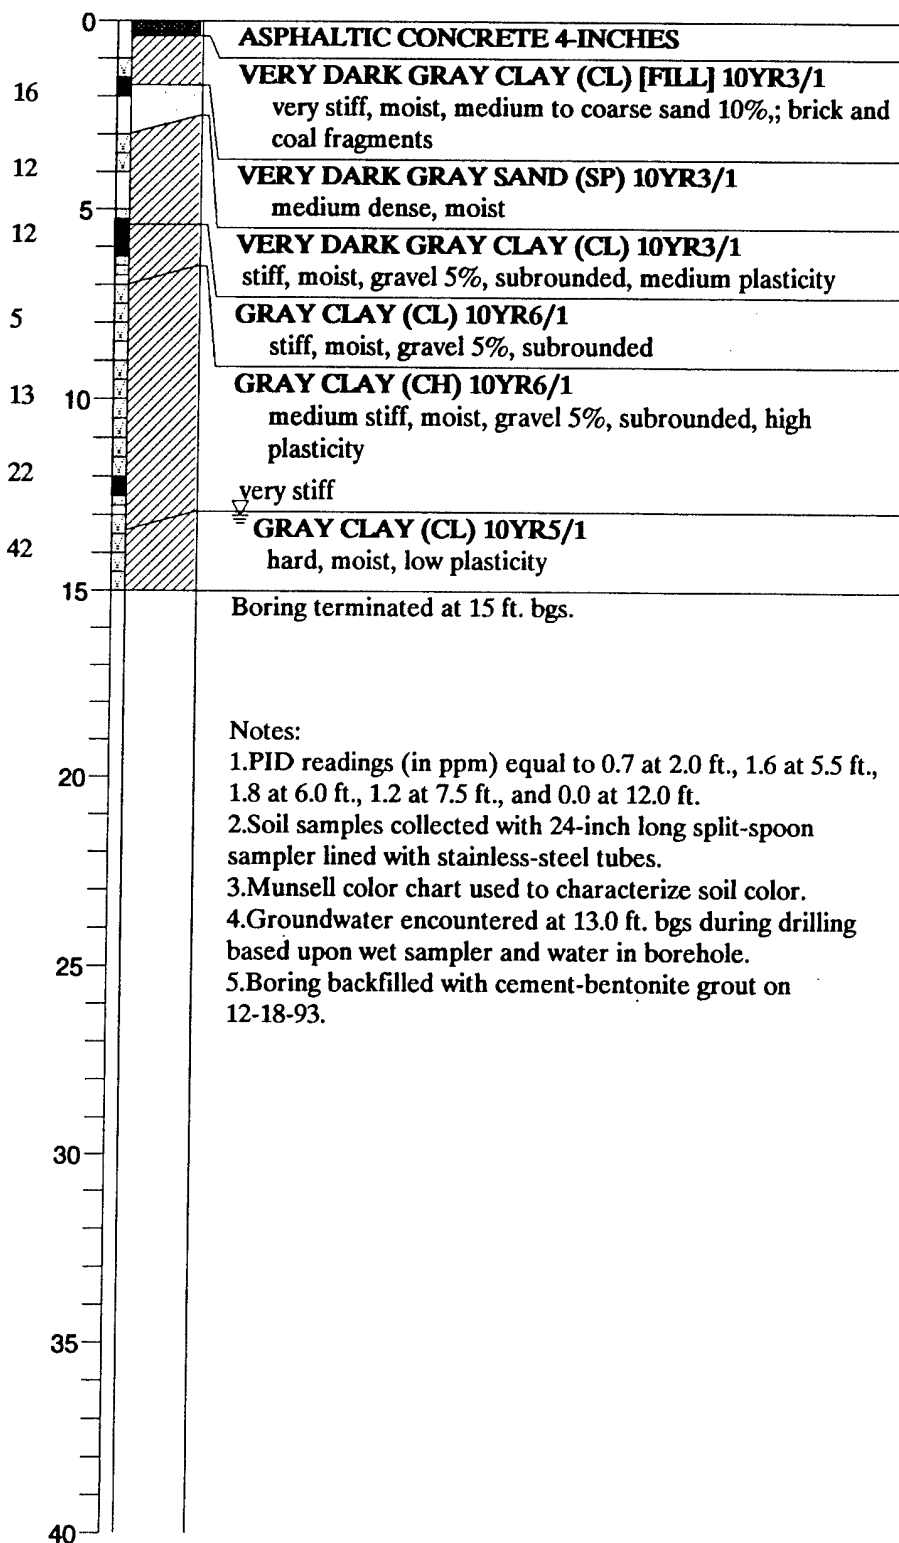 0
ASPHALTIC CONCRETE 4-INCHES
VERY DARK GRAY CLAY (CL) [FILL] 10YR3/1
16
very stiff, moist, medium to coarse sand 10%,; brick and
coal fragments
12
VERY DARK GRAY SAND (SP) 10YR3/1
5
medium dense, moist
12
VERY DARK GRAY CLAY (CL) 10YR3/1
stiff, moist, gravel 5%, subrounded, medium plasticity
5
GRAY CLAY (CL) 10YR6/1
stiff, moist, gravel 5%, subrounded
13
10
GRAY CLAY (CH) 10YR6/1
medium stiff, moist, gravel 5%, subrounded, high
plasticity
22
very stiff
GRAY CLAY (CL) 10YR5/1
42
hard, moist, low plasticity
15
Boring terminated at 15 ft. bgs.
Notes:
1.PID readings (in ppm) equal to 0.7 at 2.0 ft., 1.6 at 5.5 ft.,
20
1.8 at 6.0 ft., 1.2 at 7.5 ft., and 0.0 at 12.0 ft.
2.Soil samples collected with 24-inch long split-spoon
sampler lined with stainless-steel tubes.
3.Munsell color chart used to characterize soil color.
4.Groundwater encountered at 13.0 ft. bgs during drilling
based upon wet sampler and water in borehole.
25
5.Boring backfilled with cement-bentonite grout on
12-18-93.
30
35
40